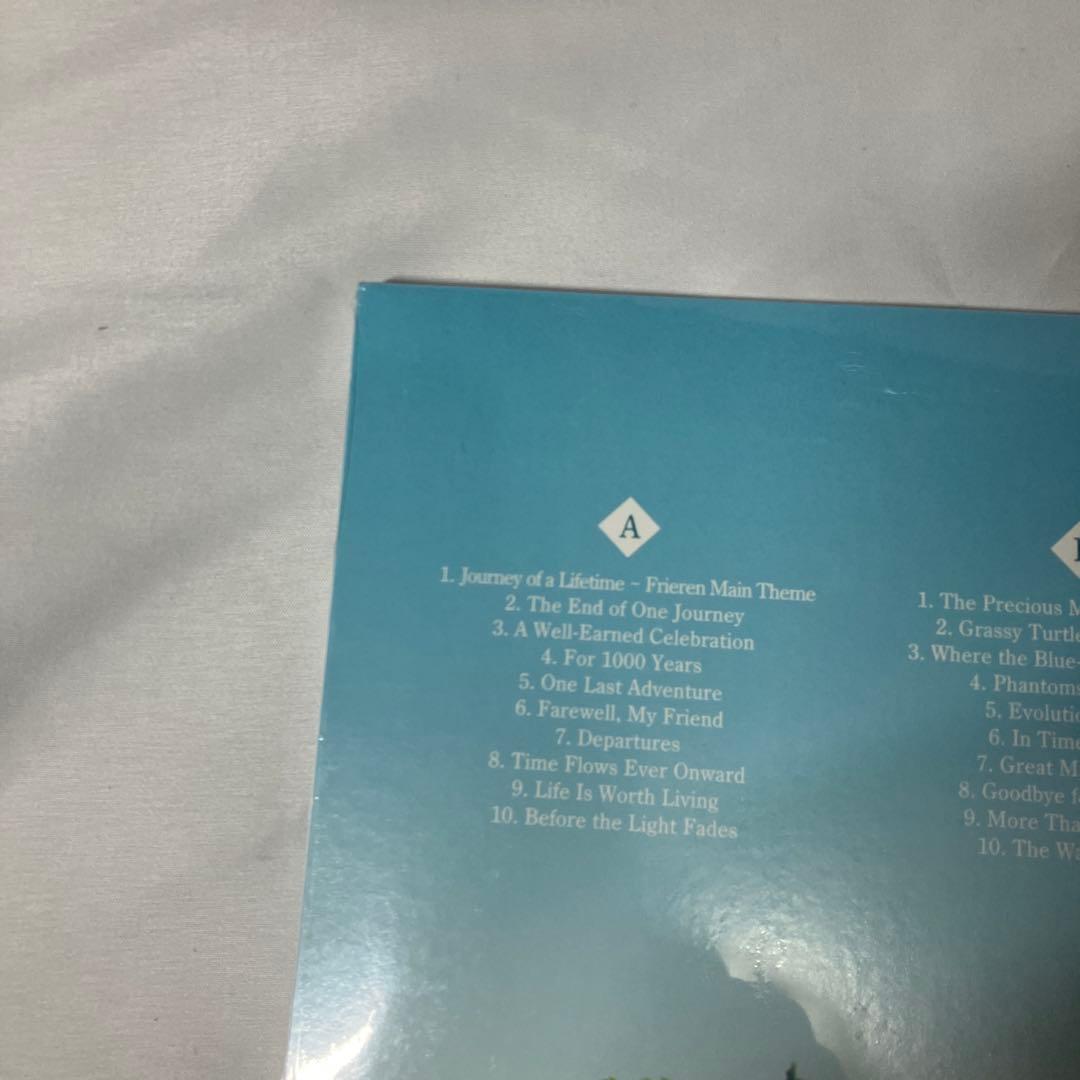 A
1. Journey of a Lifetime ~ Frieren Main Theme
2. The End of One Journey
3. A Well-Earned Celebration
4. For 1000 Years
5. One Last Adventure
6. Farewell, My Friend
7. Departures
8. Time Flows Ever Onward
9. Life Is Worth Living
10. Before the Light Fades
1. The Precious
2. Grassy Turtle
3. Where the Blue-
4. Phantoms
5.
6. In Time
7. Great
8. Goodbye
9. More
10. The